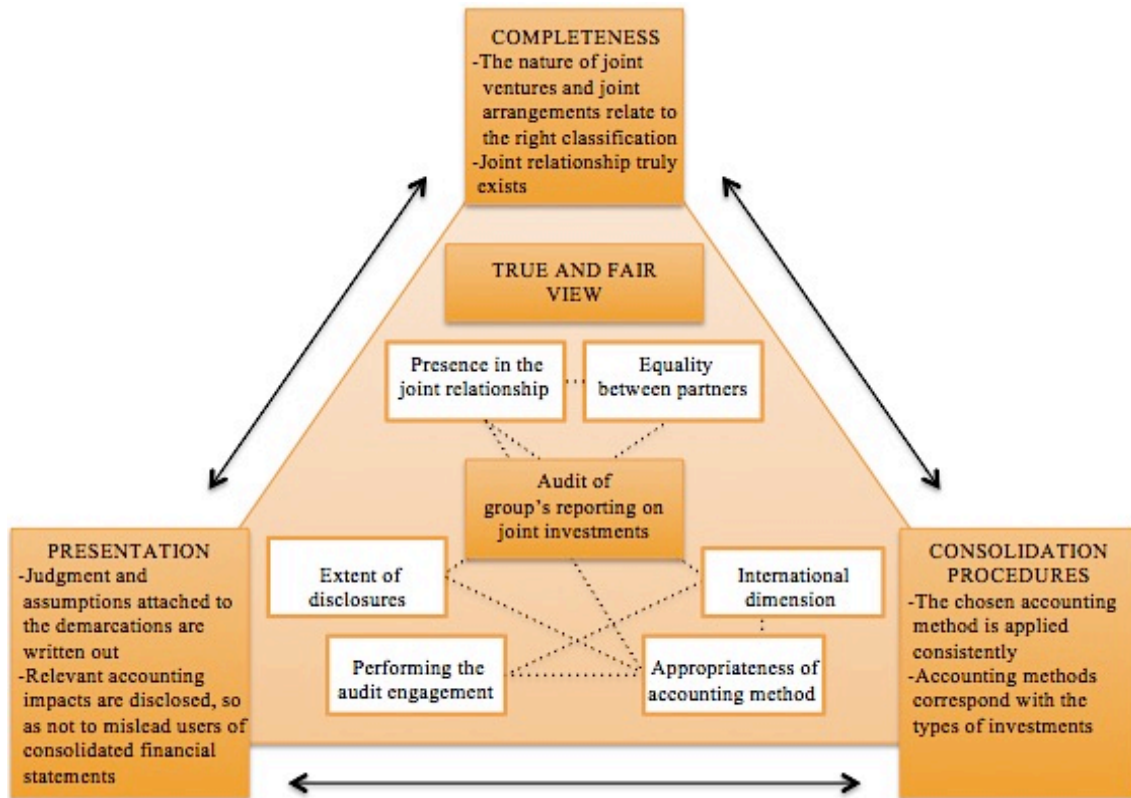 COMPLETENESS
-The nature of joint
ventures and joint
arrangements relate to
the right classification
-Joint relationship truly
exists
TRUE AND FAIR
VIEW
Presence in the
joint relationship
Equality
between partners
Audit of
group's reporting on
joint investments
PRESENTATION
-Judgment and
assumptions attached to
the demarcations are
written out
-Relevant accounting
impacts are disclosed, so
as not to mislead users of
consolidated financial
statements
Extent of
disclosures
International
dimension
Performing the
audit engagement
Appropriateness of
accounting method
CONSOLIDATION
PROCEDURES
-The chosen accounting
method is applied
consistently
-Accounting methods
correspond with the
types of investments